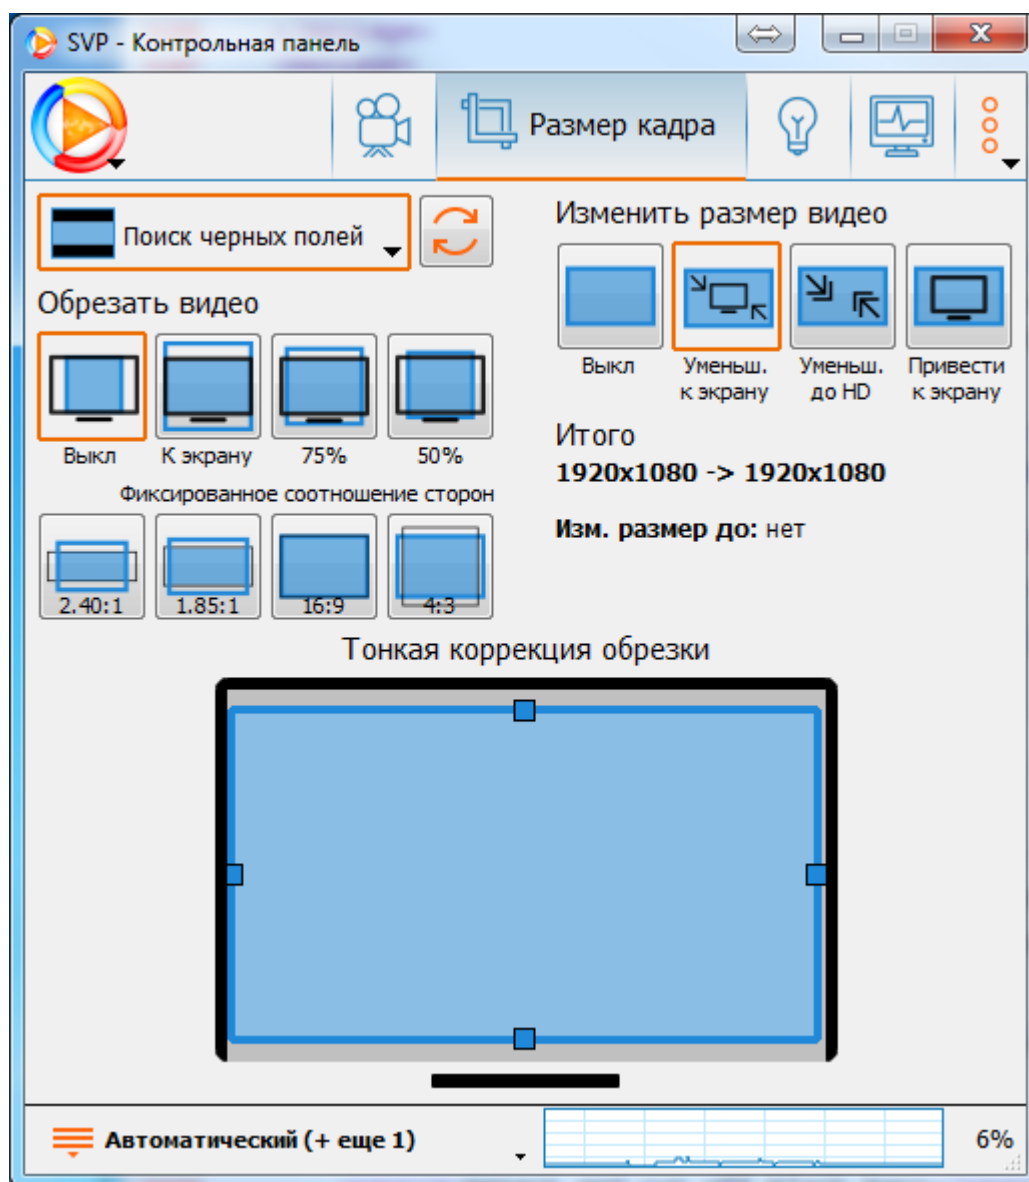 SVP - Контрольная панель
Размер кадра
Поиск черных полей
Обрезать видео
Выкл
К экрану
75%
50%
Фиксированное соотношение сторон
2.40:1
1.85:1
16:9
4:3
Изменить размер видео
Выкл
Уменьш. к экрану
Уменьш. до HD
Привести к экрану
Итого
1920x1080 -> 1920x1080
Изм. размер до: нет
Тонкая коррекция обрезки
Автоматический (+ еще 1)
6%